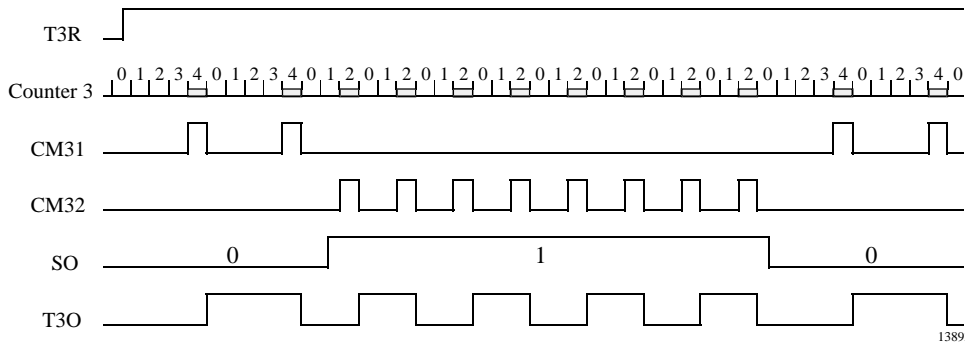 T3R
Counter 3 0 1 2 3 4 0 1 2 3 4 0 1 2 0 1 2 0 1 2 0 1 2 0 1 2 0 1 2 0 1 2 0 1 2 0 1 2 3 4 0 1 2 3 4 0
CM31
CM32
SO 0 1 0
T3O
1389